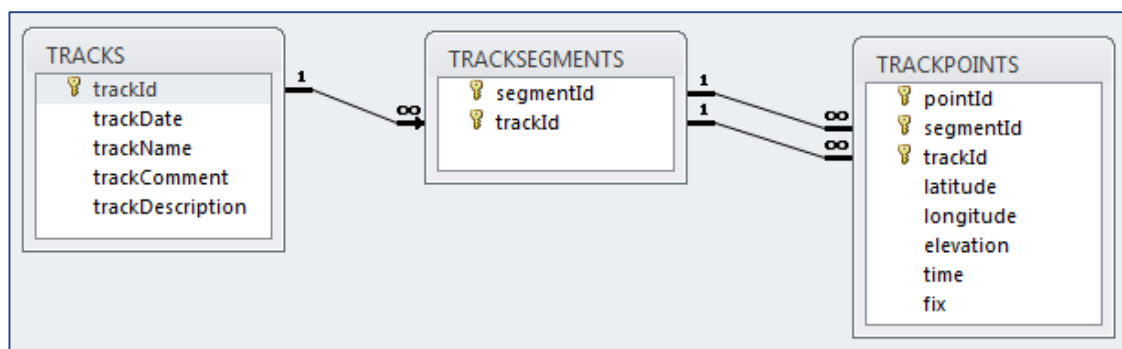 TRACKS
trackId
trackDate
trackName
trackComment
trackDescription
1
∞
TRACKSEGMENTS
segmentId
trackId
1
∞
1
∞
TRACKPOINTS
pointId
segmentId
trackId
latitude
longitude
elevation
time
fix